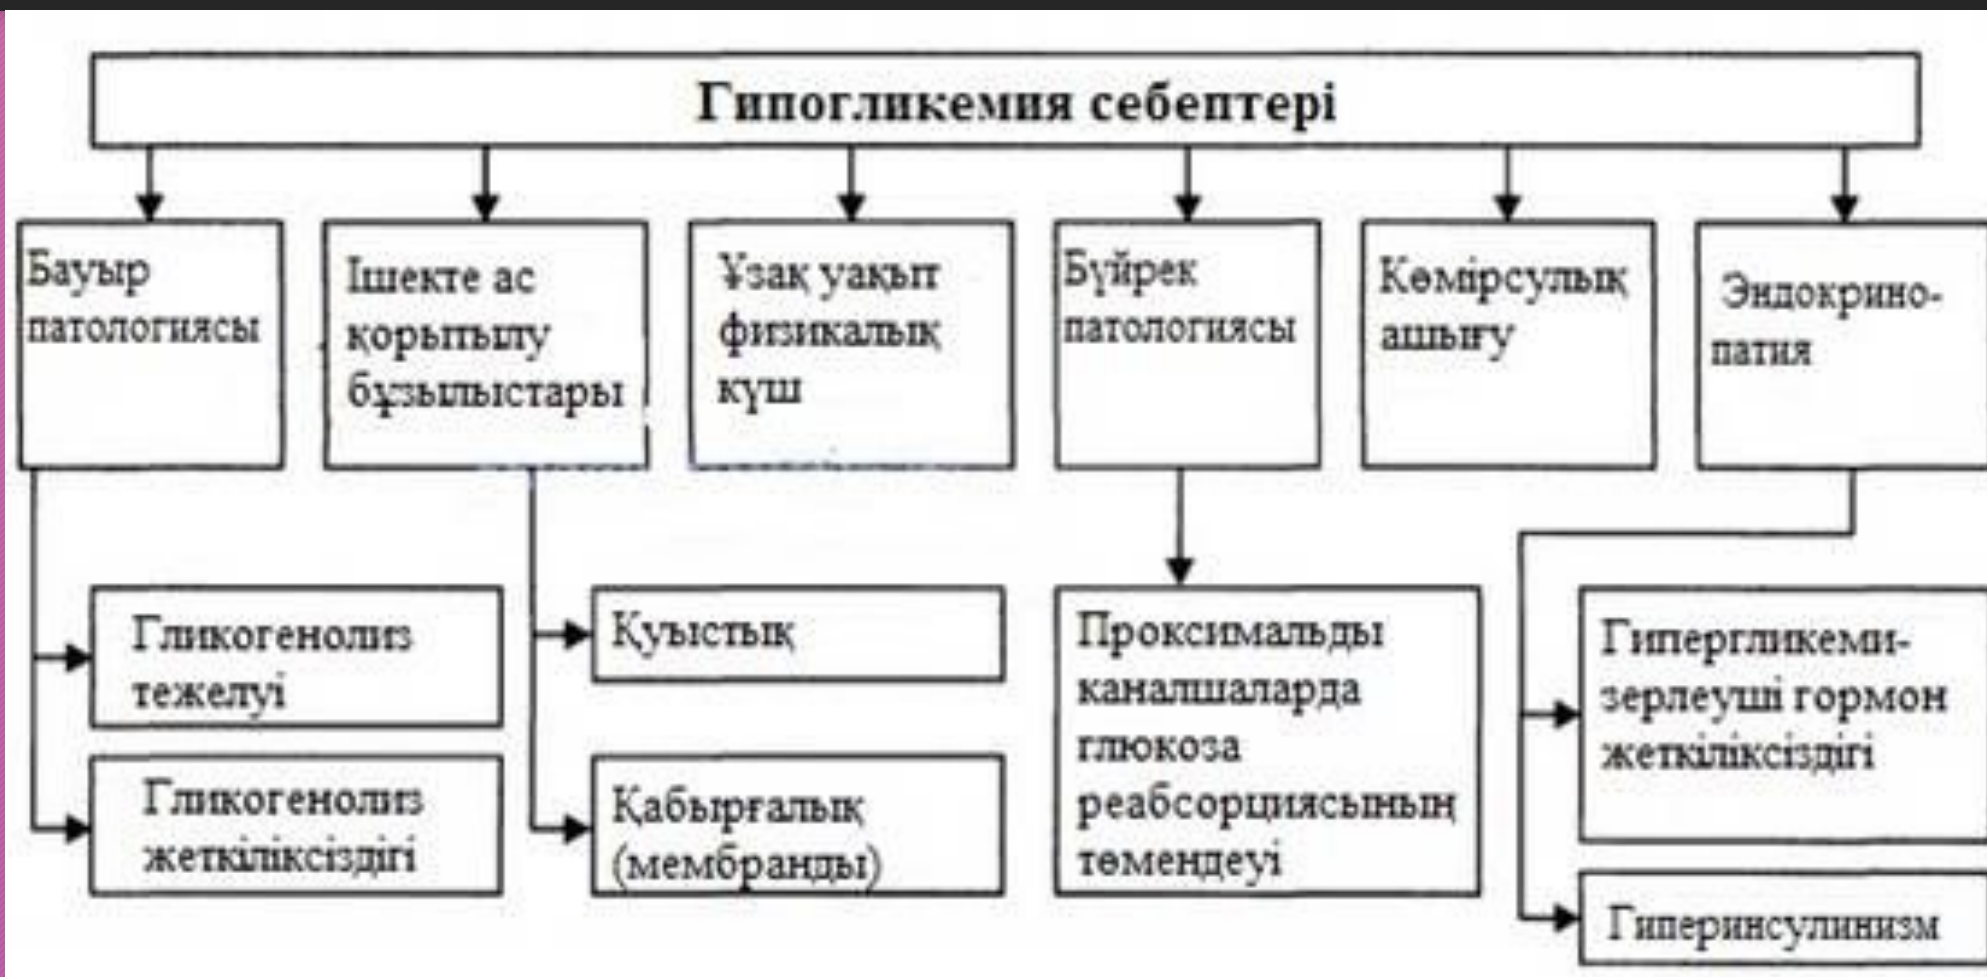 Гипогликемия себептері
Бауыр
патологиясы
Ішекте ас
қорытылу
бұзылыстары
Ұзақ уақыт
физикалық
күш
Бүйрек
патологиясы
Көмірсулық
ашығу
Эндокрино-
патия
Гликогенолиз
тежелуі
Гликогенолиз
жеткіліксіздігі
Қуыстық
Қабырғалық
(мембранды)
Проксимальды
каналшаларда
глюкоза
реабсорциясының
төмендеуі
Гипергликеми-
зерлеуші гормон
жеткіліксіздігі
Гиперинсулинизм